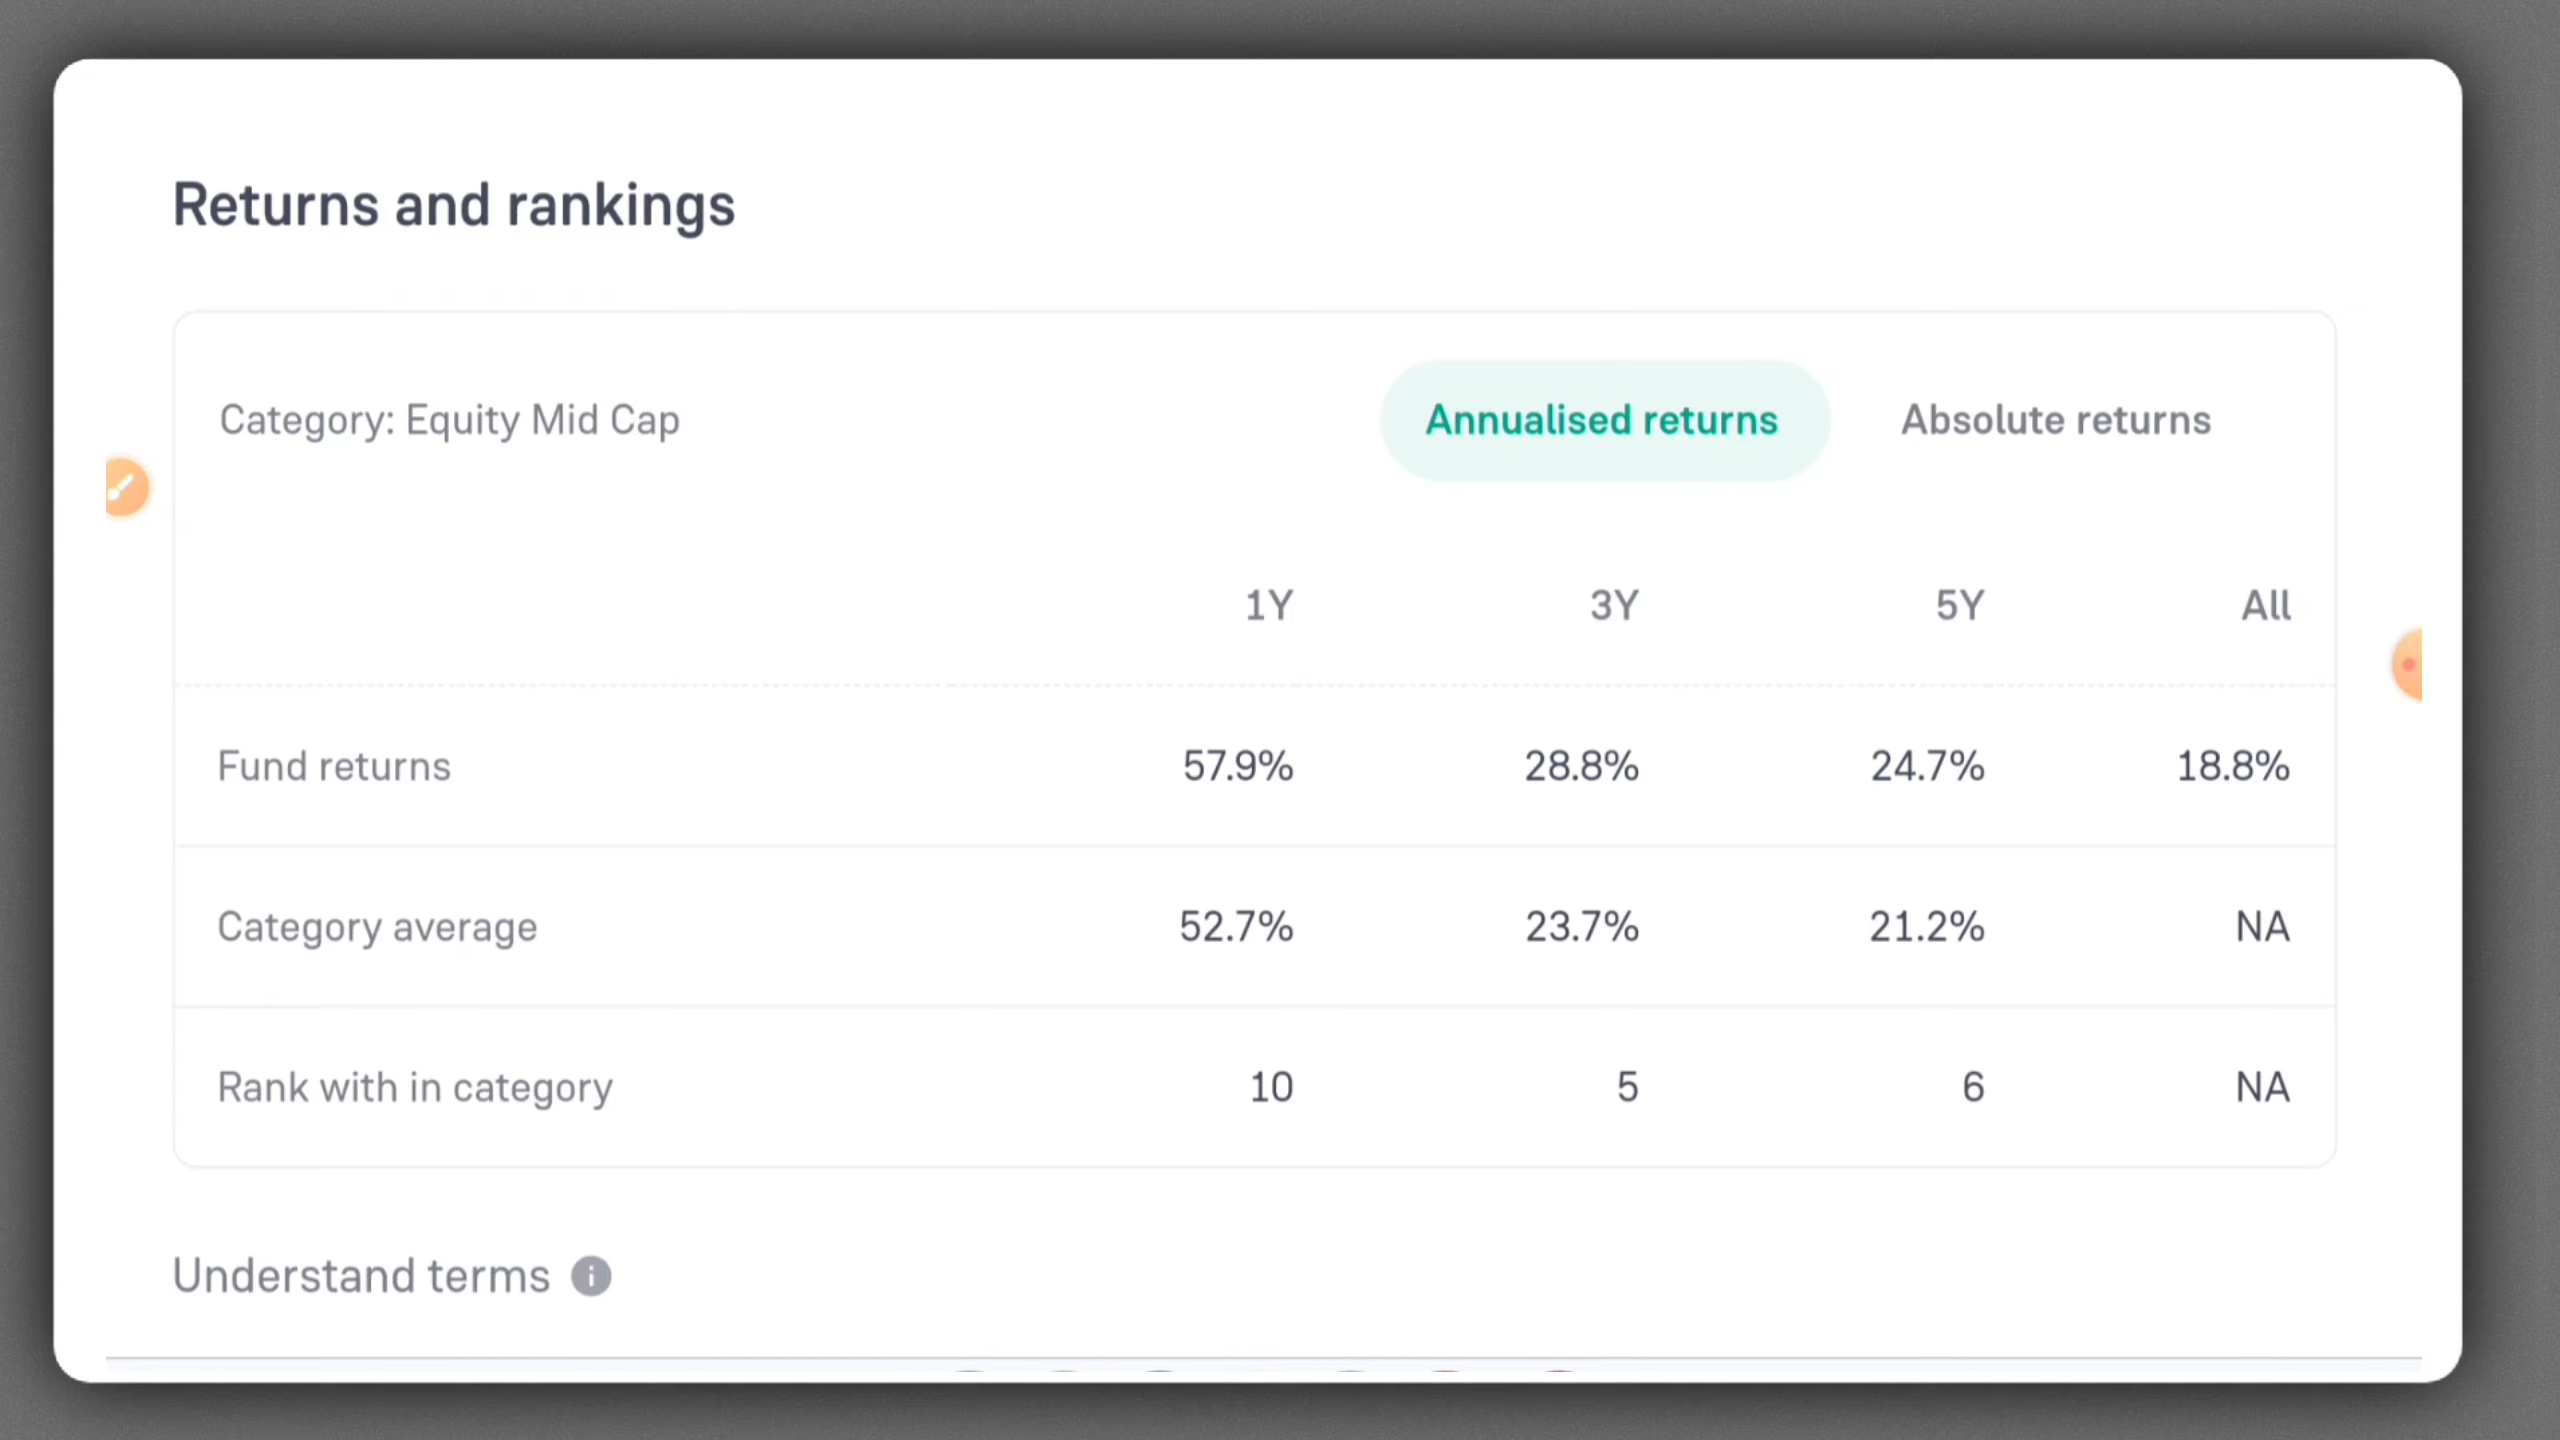 Returns and rankings
Category: Equity Mid Cap
Annualised returns
Absolute returns
1Y 3Y 5Y All
Fund returns 57.9% 28.8% 24.7% 18.8%
Category average 52.7% 23.7% 21.2% NA
Rank with in category 10 5 6 NA
Understand terms